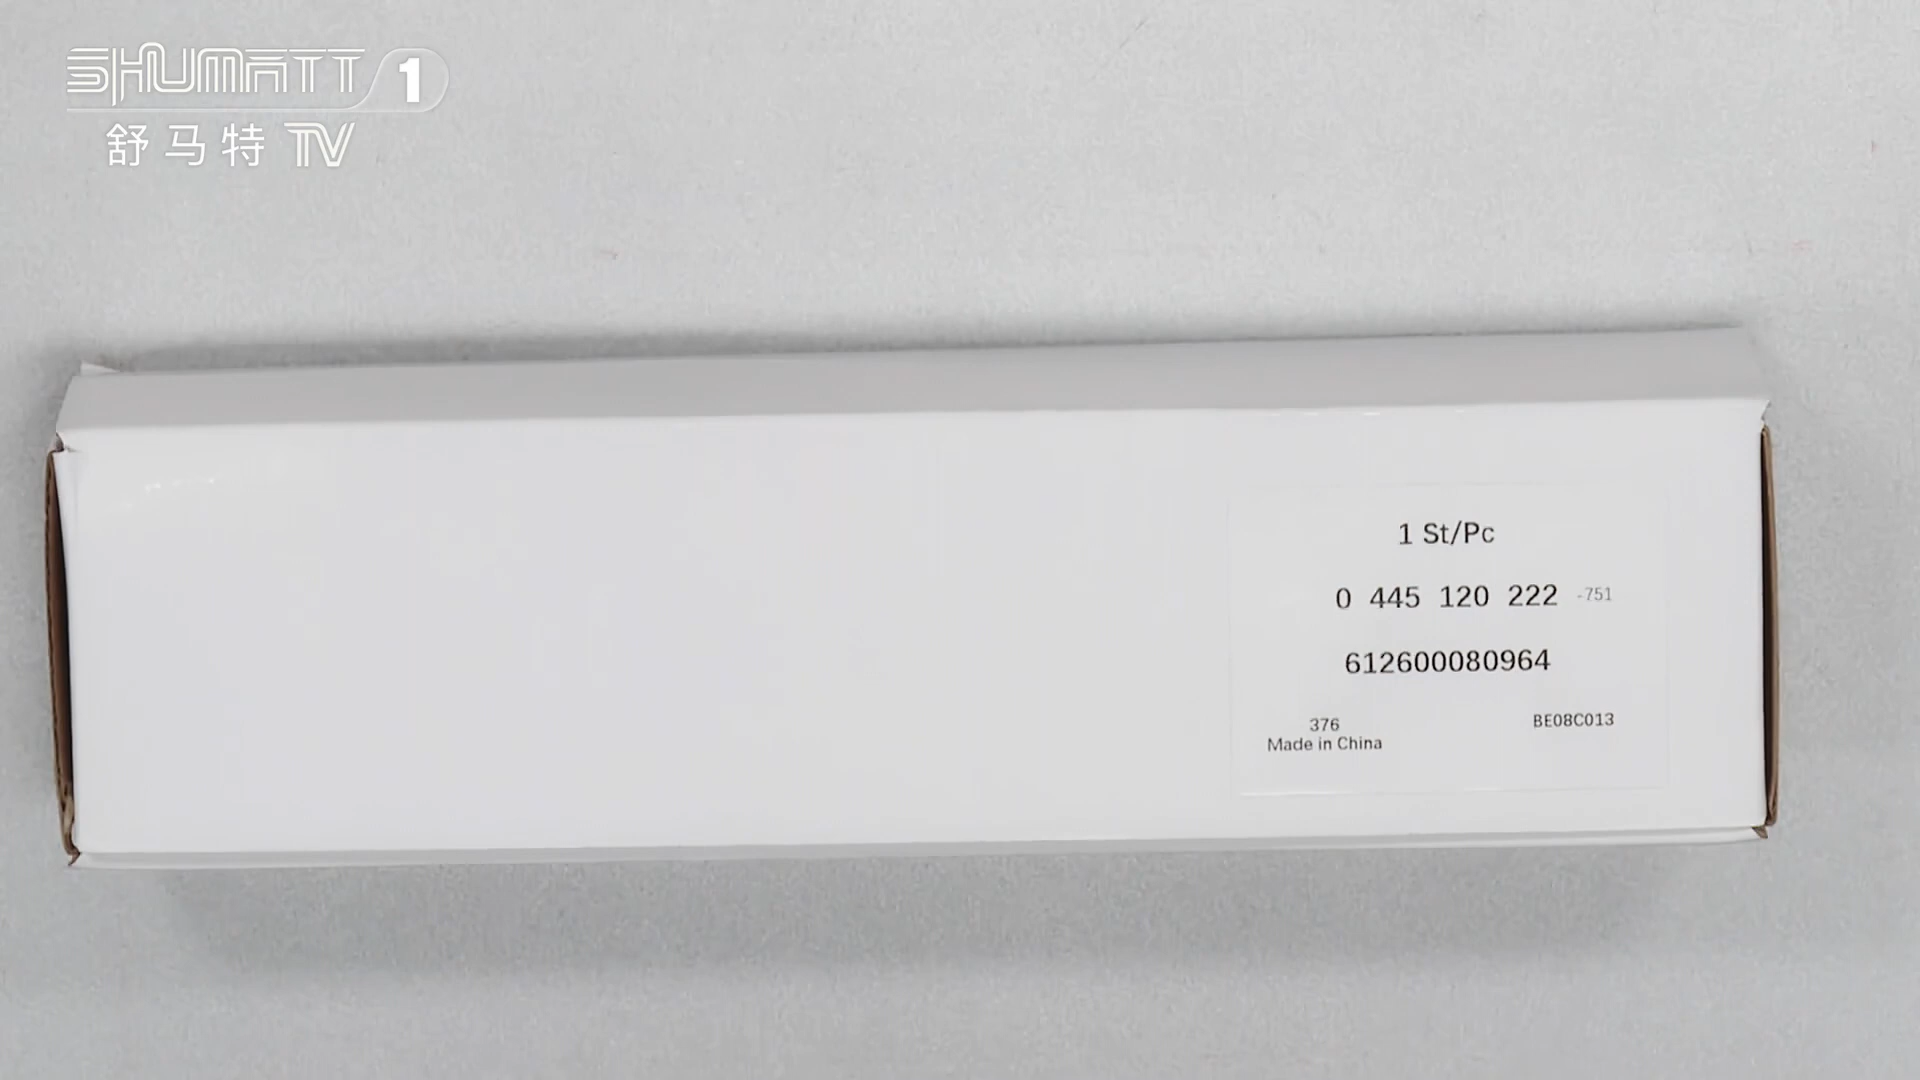 SHUMATT 1
舒马特 TV
1 St/Pc
0 445 120 222 -751
612600080964
376
Made in China
BE08C013